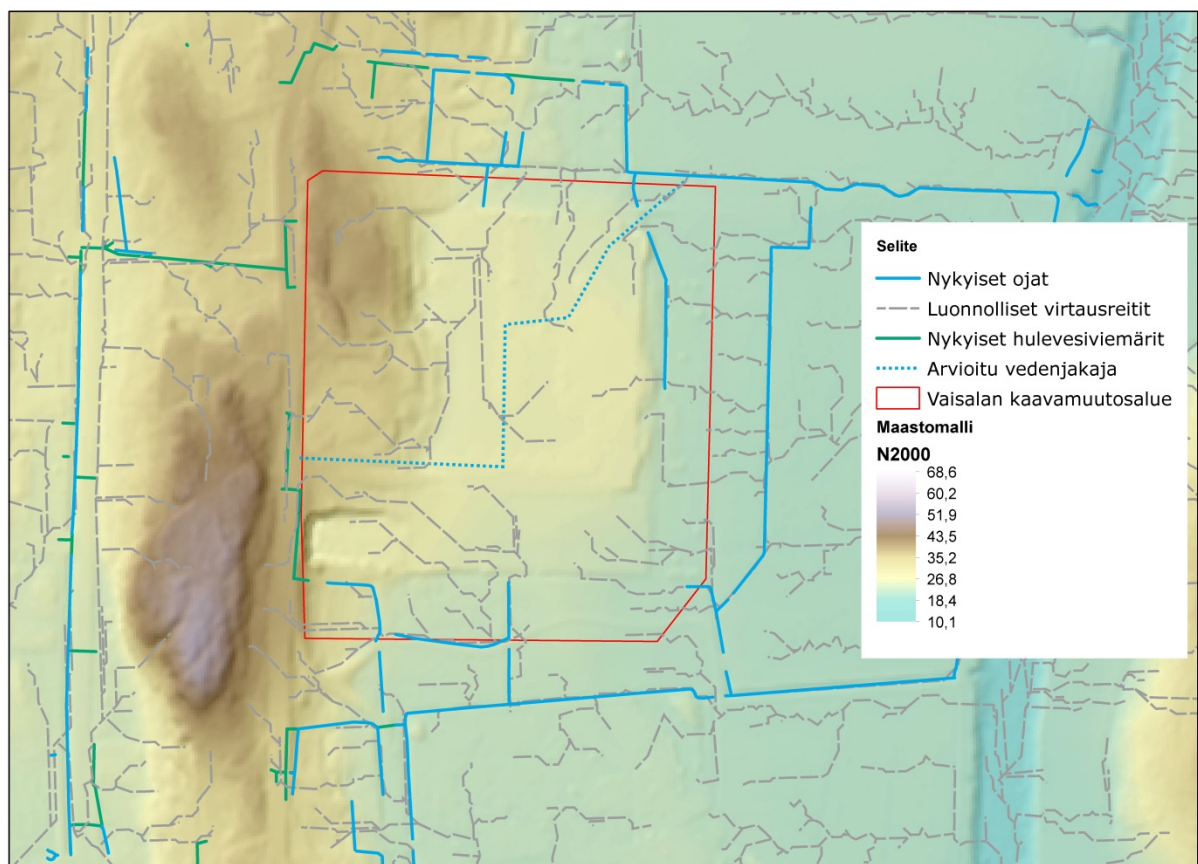 Selite
Nykyiset ojat
Luonnolliset virtausreitit
Nykyiset hulevesiviemärit
Arvioitu vedenjakaja
Vaisalan kaavamuutosalue
Maastomalli
N2000
68,6
60,2
51,9
43,5
35,2
26,8
18,4
10,1